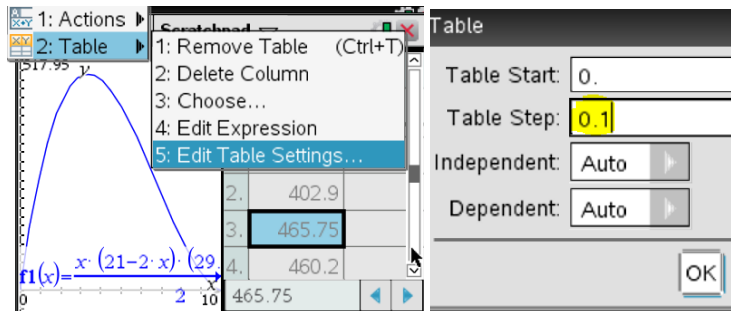 1: Actions
2: Table
1: Remove Table (Ctrl+T)
2: Delete Column
3: Choose...
4: Edit Expression
5: Edit Table Settings...
517.95 y
2. 402.9
3. 465.75
4. 460.2
f1(x)=x·(21−2·x)·(29.
x
0 2 10
465.75
Table
Table Start: 0.
Table Step: 0.1
Independent: Auto
Dependent: Auto
OK